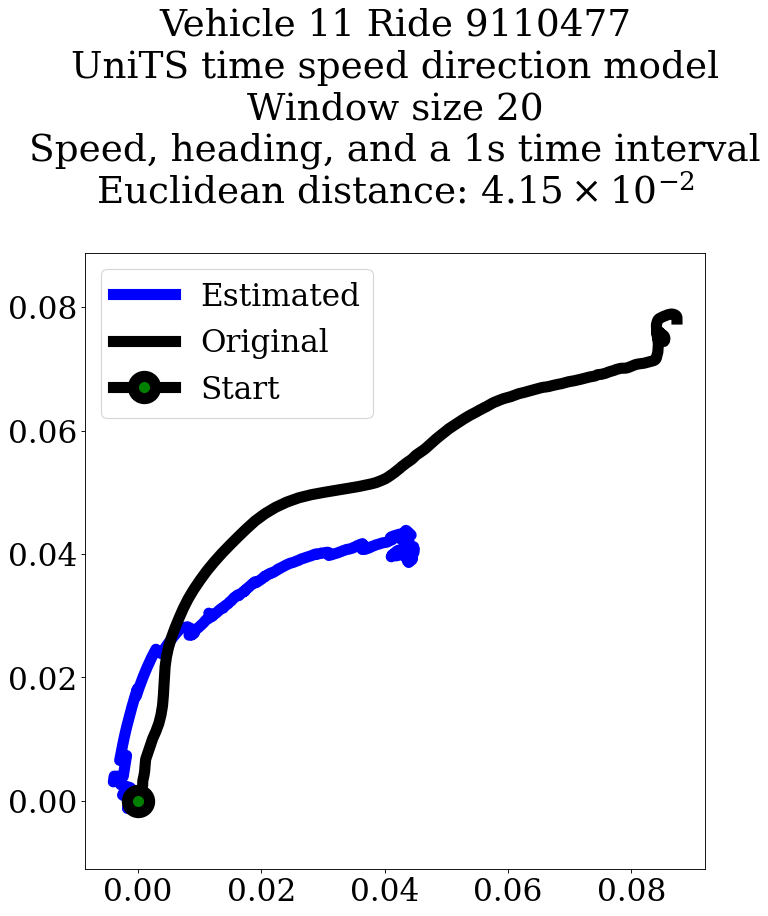 Vehicle 11 Ride 9110477
UniTS time speed direction model
Window size 20
Speed, heading, and a 1s time interval
Euclidean distance: 4.15 × 10⁻²
Estimated
Original
Start
0.08
0.06
0.04
0.02
0.00
0.00 0.02 0.04 0.06 0.08